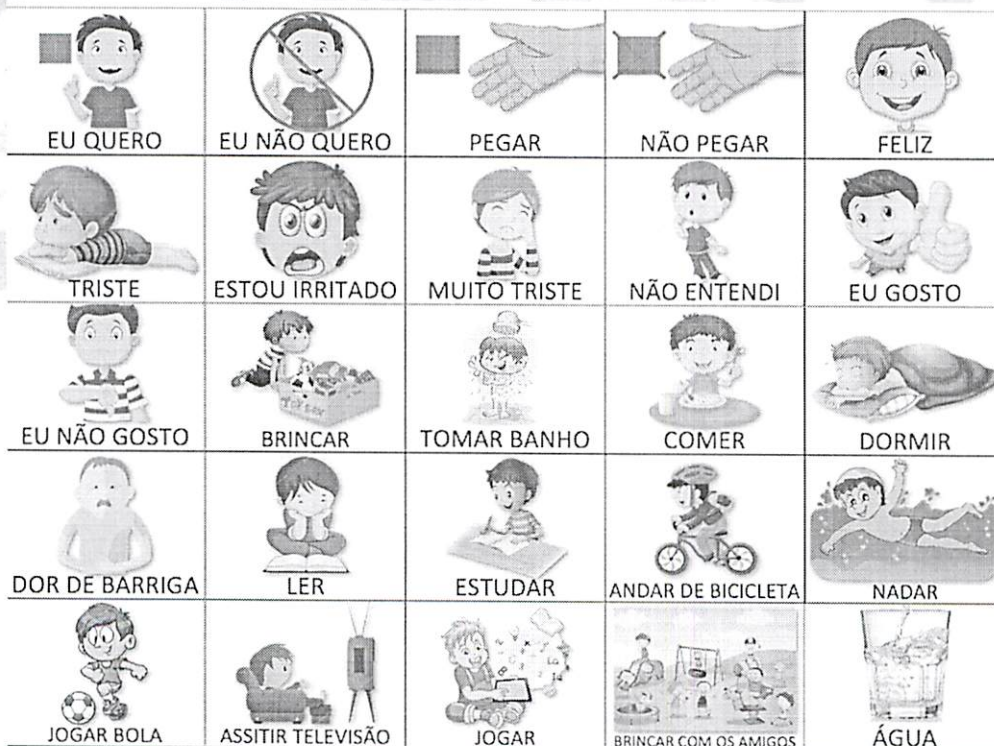 EU QUERO
EU NÃO QUERO
PEGAR
NÃO PEGAR
FELIZ
TRISTE
ESTOU IRRITADO
MUITO TRISTE
NÃO ENTENDI
EU GOSTO
EU NÃO GOSTO
BRINCAR
TOMAR BANHO
COMER
DORMIR
DOR DE BARRIGA
LER
ESTUDAR
ANDAR DE BICICLETA
NADAR
JOGAR BOLA
ASSITIR TELEVISÃO
JOGAR
BRINCAR COM OS AMIGOS
ÁGUA